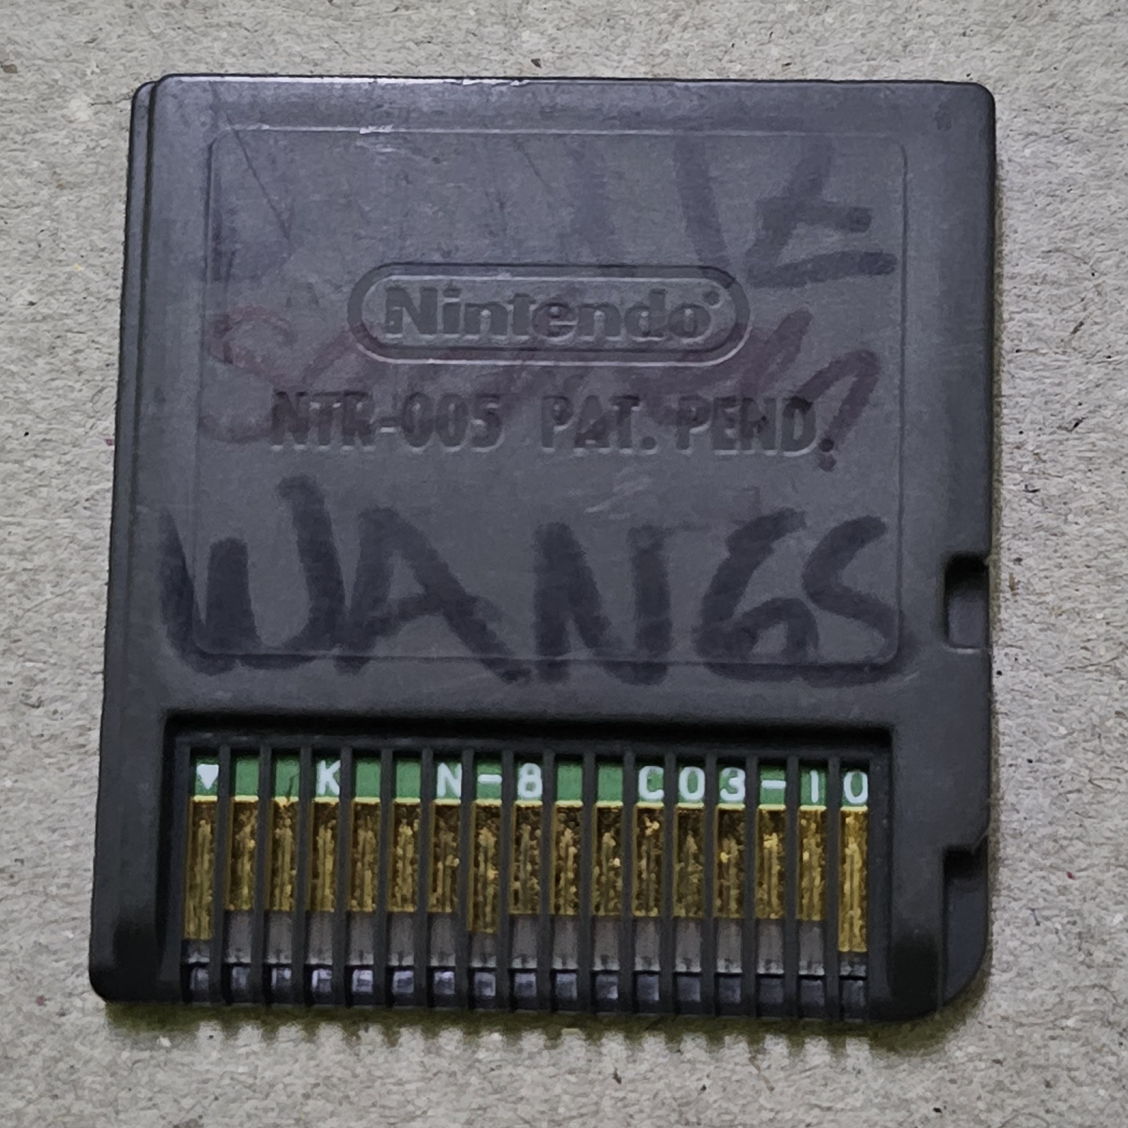 Nintendo
NTR-005 PAT. PEND.
WANGS
▼ K N-8 C03-10